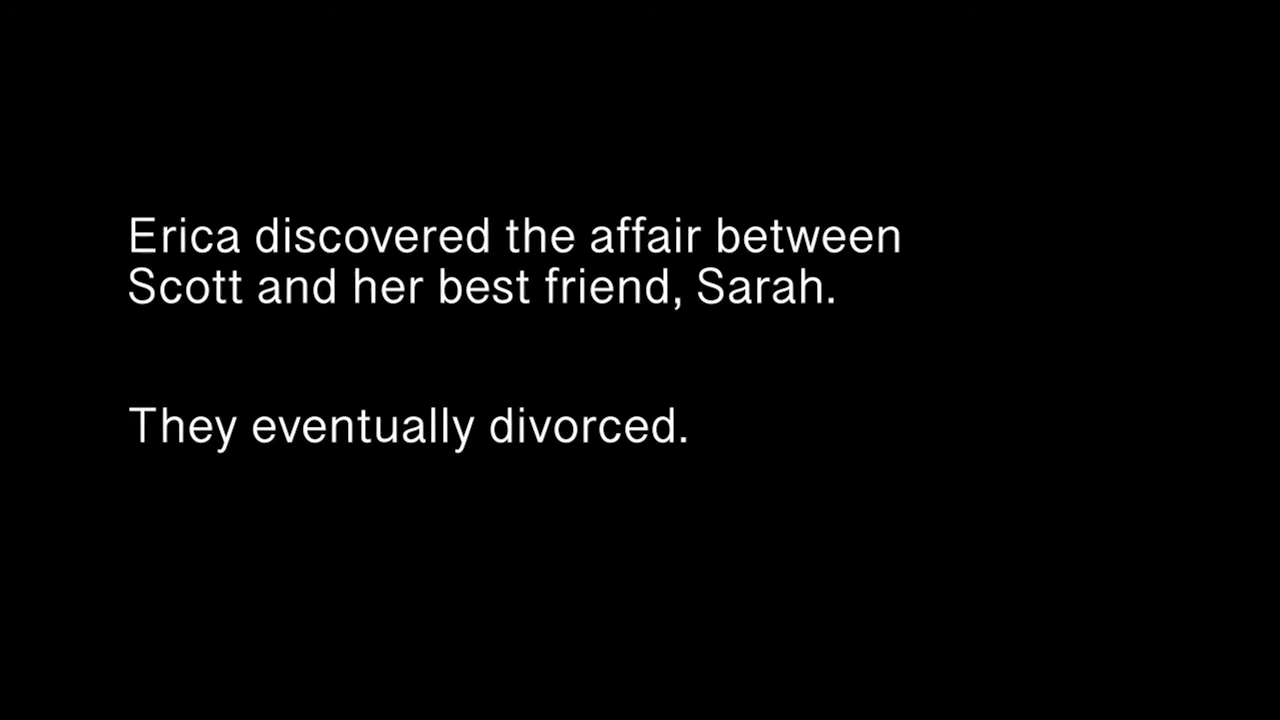 Erica discovered the affair between
Scott and her best friend, Sarah.
They eventually divorced.